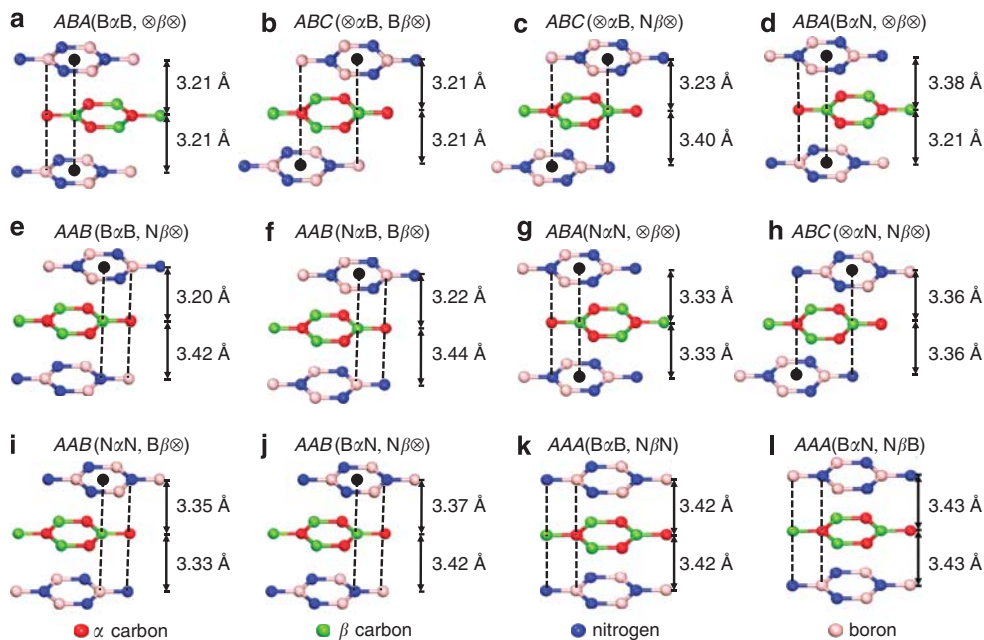 a ABA(BαB, ⊗β⊗)
b ABC(⊗αB, Bβ⊗)
c ABC(⊗αB, Nβ⊗)
d ABA(BαN, ⊗β⊗)
3.21 Å
3.21 Å
3.21 Å
3.21 Å
3.23 Å
3.40 Å
3.38 Å
3.21 Å
e AAB(BαB, Nβ⊗)
f AAB(NαB, Bβ⊗)
g ABA(NαN, ⊗β⊗)
h ABC(⊗αN, Nβ⊗)
3.20 Å
3.42 Å
3.22 Å
3.44 Å
3.33 Å
3.33 Å
3.36 Å
3.36 Å
i AAB(NαN, Bβ⊗)
j AAB(BαN, Nβ⊗)
k AAA(BαB, NβN)
l AAA(BαN, NβB)
3.35 Å
3.33 Å
3.37 Å
3.42 Å
3.42 Å
3.42 Å
3.43 Å
3.43 Å
α carbon
β carbon
nitrogen
boron